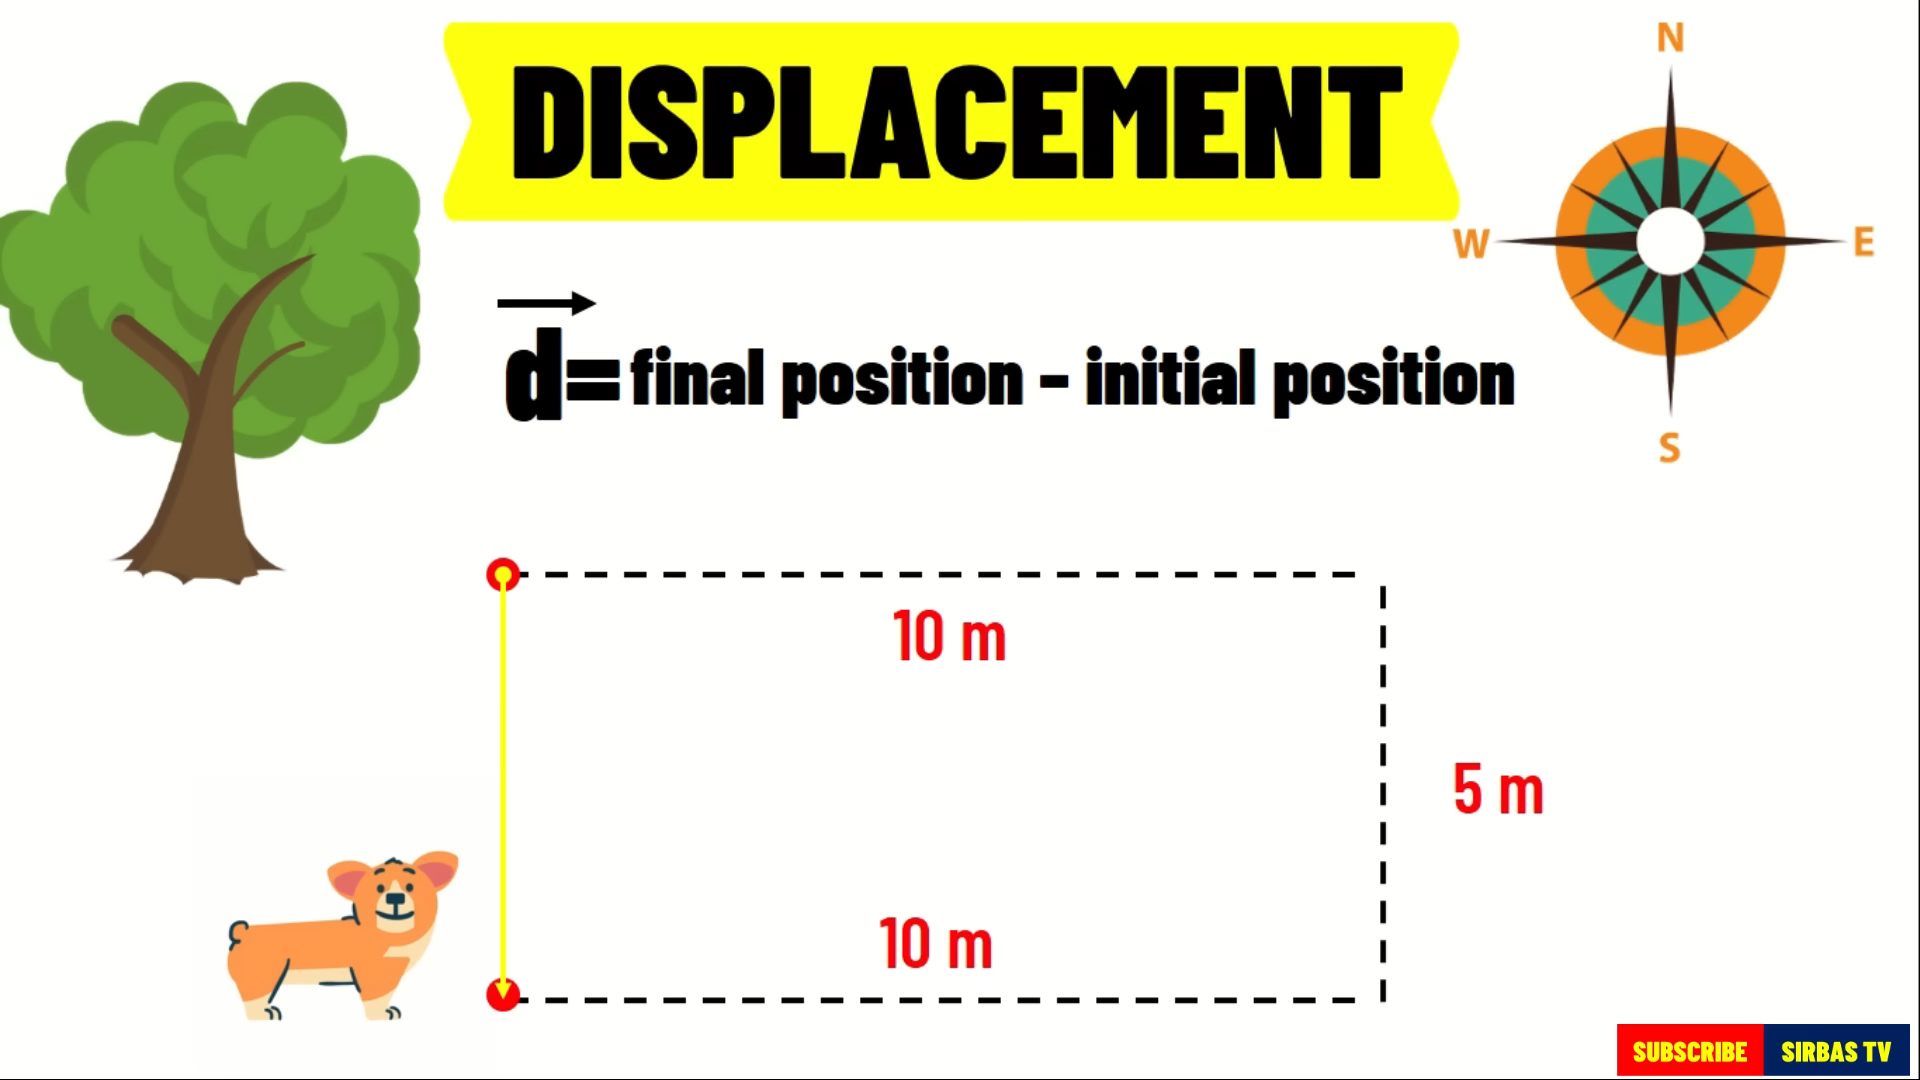 DISPLACEMENT
N
W E
S
d = final position - initial position
10 m
5 m
10 m
SUBSCRIBE SIRBAS TV